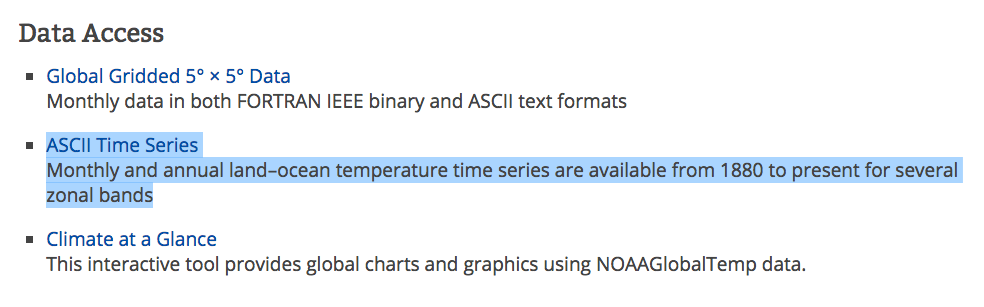 Data Access
Global Gridded 5° × 5° Data
Monthly data in both FORTRAN IEEE binary and ASCII text formats
ASCII Time Series
Monthly and annual land–ocean temperature time series are available from 1880 to present for several
zonal bands
Climate at a Glance
This interactive tool provides global charts and graphics using NOAAGlobalTemp data.